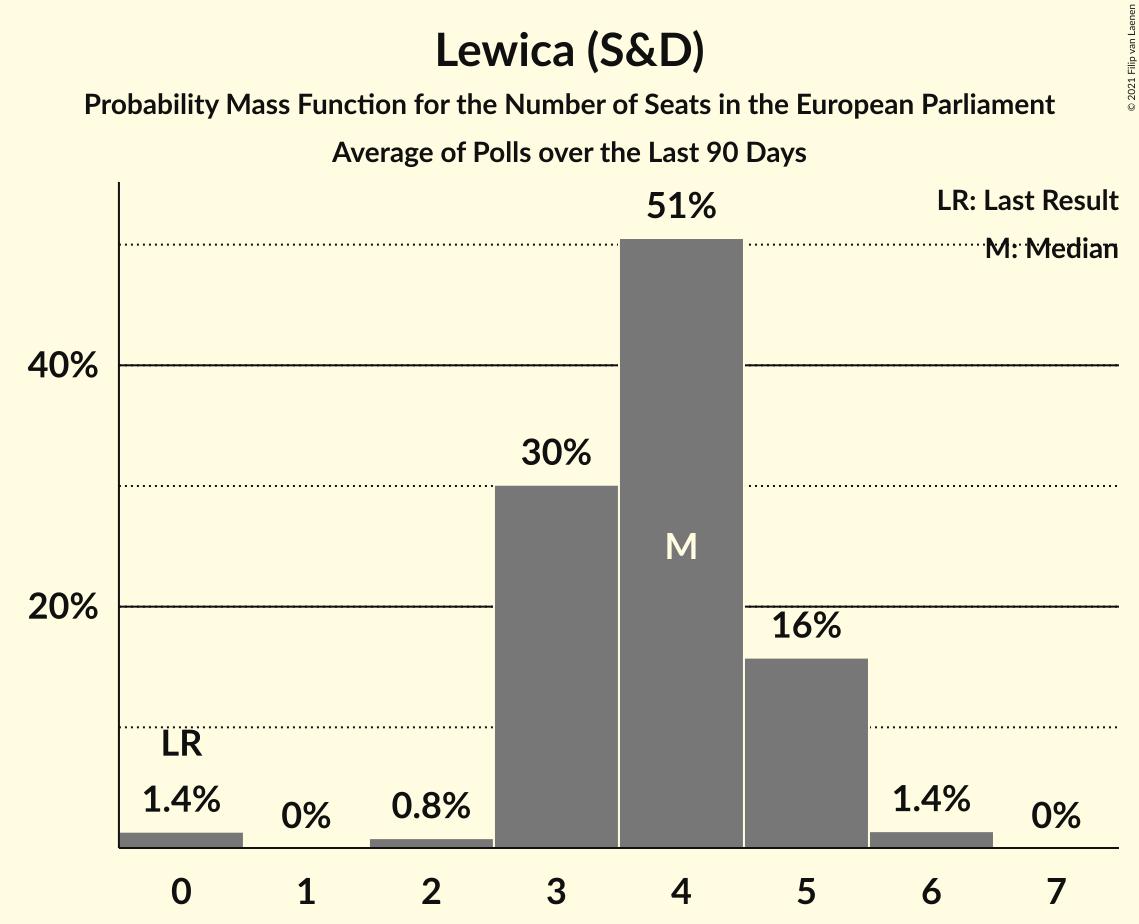 Lewica (S&D)
Probability Mass Function for the Number of Seats in the European Parliament
Average of Polls over the Last 90 Days
© 2021 Filip van Laenen
LR: Last Result
M: Median
51%
40%
30%
M
20%
16%
LR
1.4%
0%
0.8%
1.4%
0%
0 1 2 3 4 5 6 7